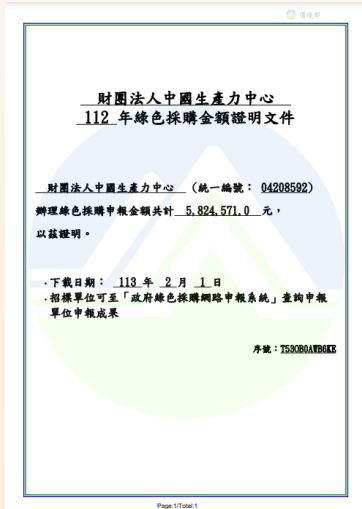 環境部
財團法人中國生產力中心
112 年綠色採購金額證明文件
財團法人中國生產力中心 (統一編號: 04208592)
辦理綠色採購申報金額共計 5,824,571.0 元,
以茲證明。
.下載日期: 113 年 2 月 1 日
.招標單位可至「政府綠色採購網路申報系統」查詢申報
單位申報成果
序號:T53OB0AWB6KE
Page:1/Total:1